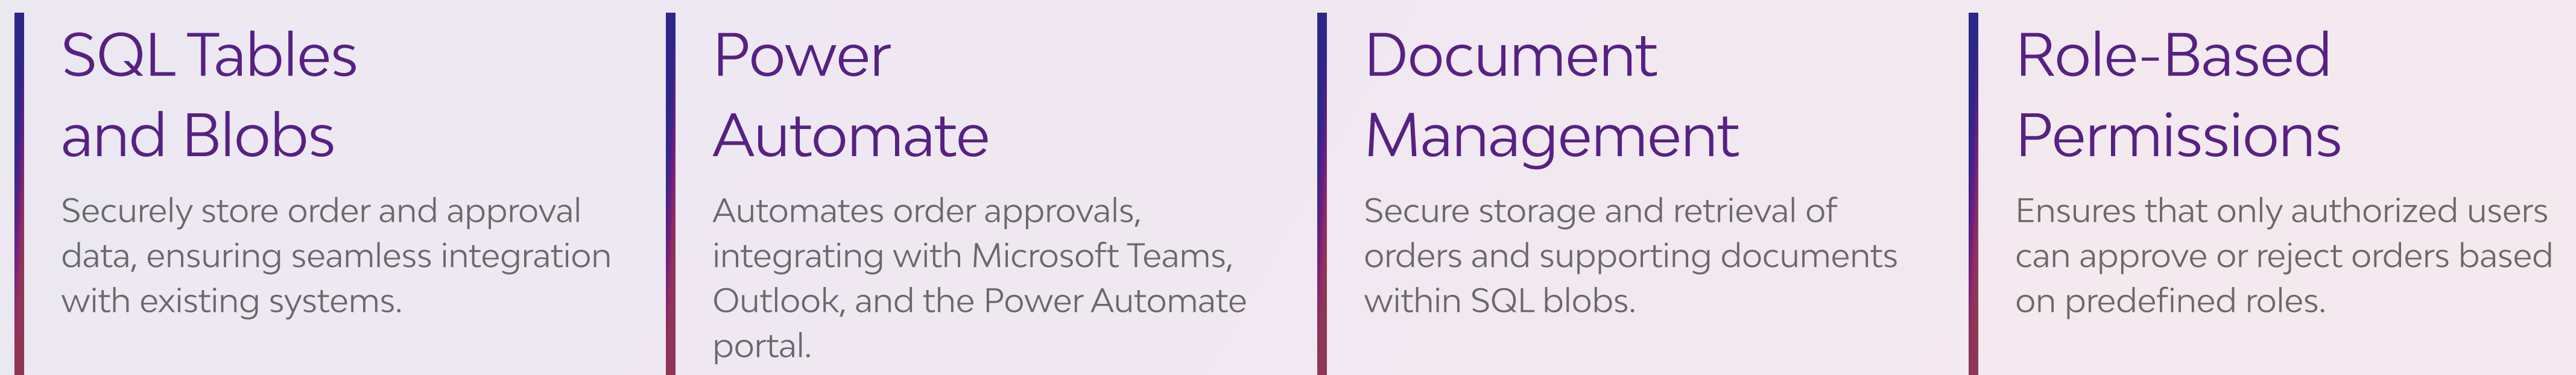 SQL Tables
and Blobs
Securely store order and approval
data, ensuring seamless integration
with existing systems.
Power
Automate
Automates order approvals,
integrating with Microsoft Teams,
Outlook, and the Power Automate
portal.
Document
Management
Secure storage and retrieval of
orders and supporting documents
within SQL blobs.
Role-Based
Permissions
Ensures that only authorized users
can approve or reject orders based
on predefined roles.